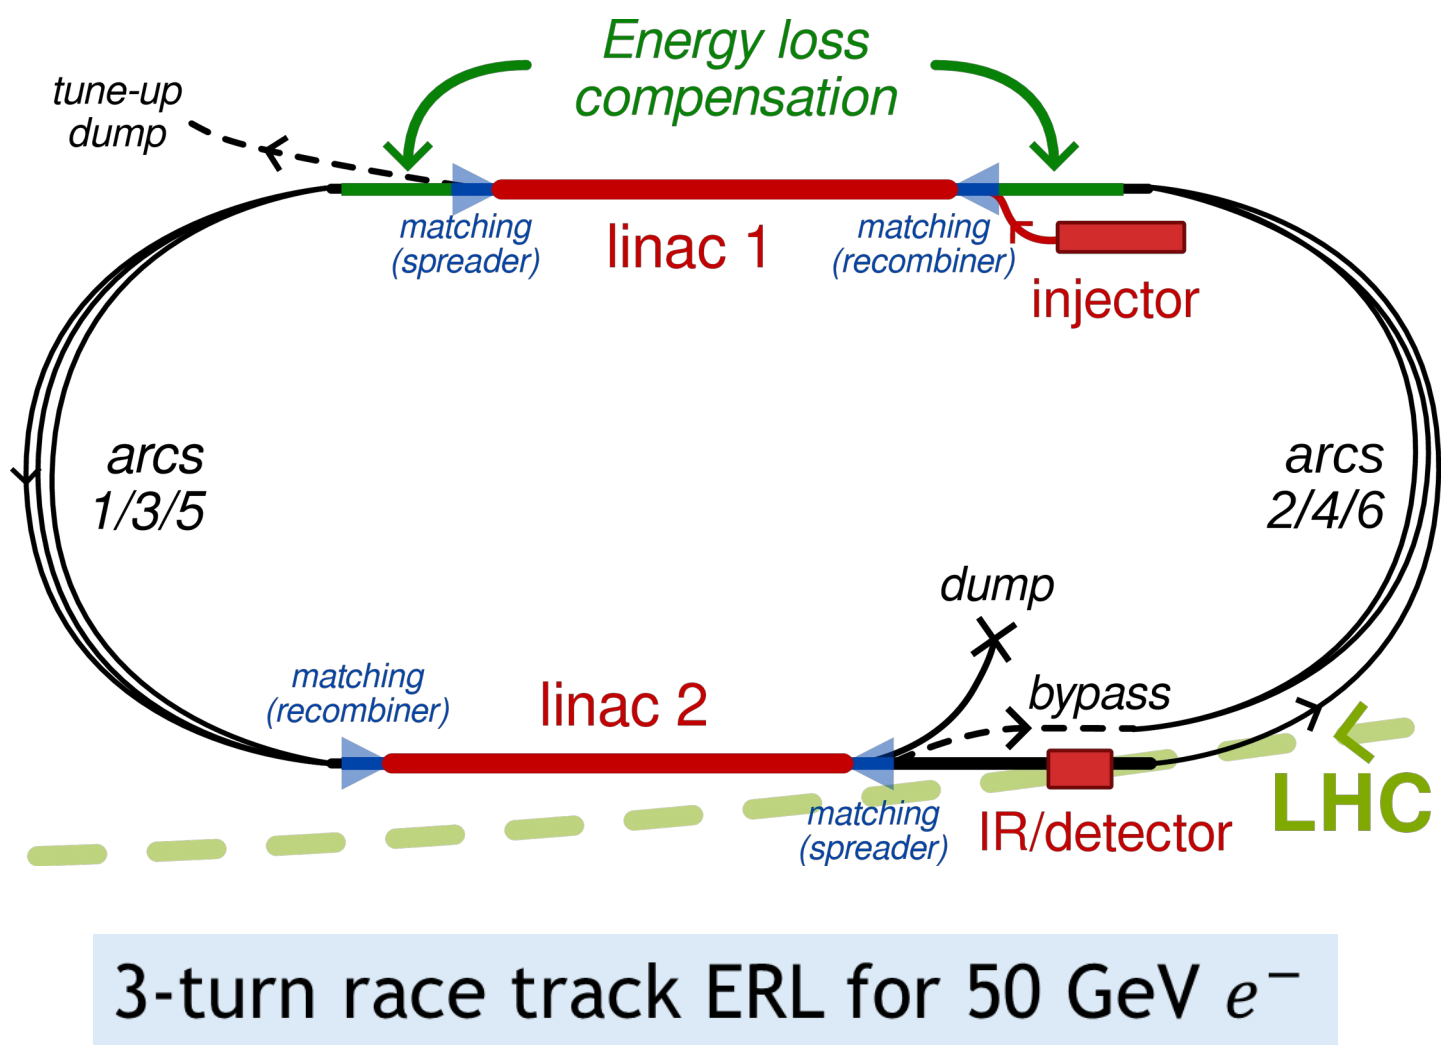 Energy loss
compensation
tune-up
dump
matching
(spreader)
linac 1
matching
(recombiner)
injector
arcs
1/3/5
arcs
2/4/6
dump
matching
(recombiner)
linac 2
bypass
matching
(spreader)
IR/detector
LHC
3-turn race track ERL for 50 GeV e⁻